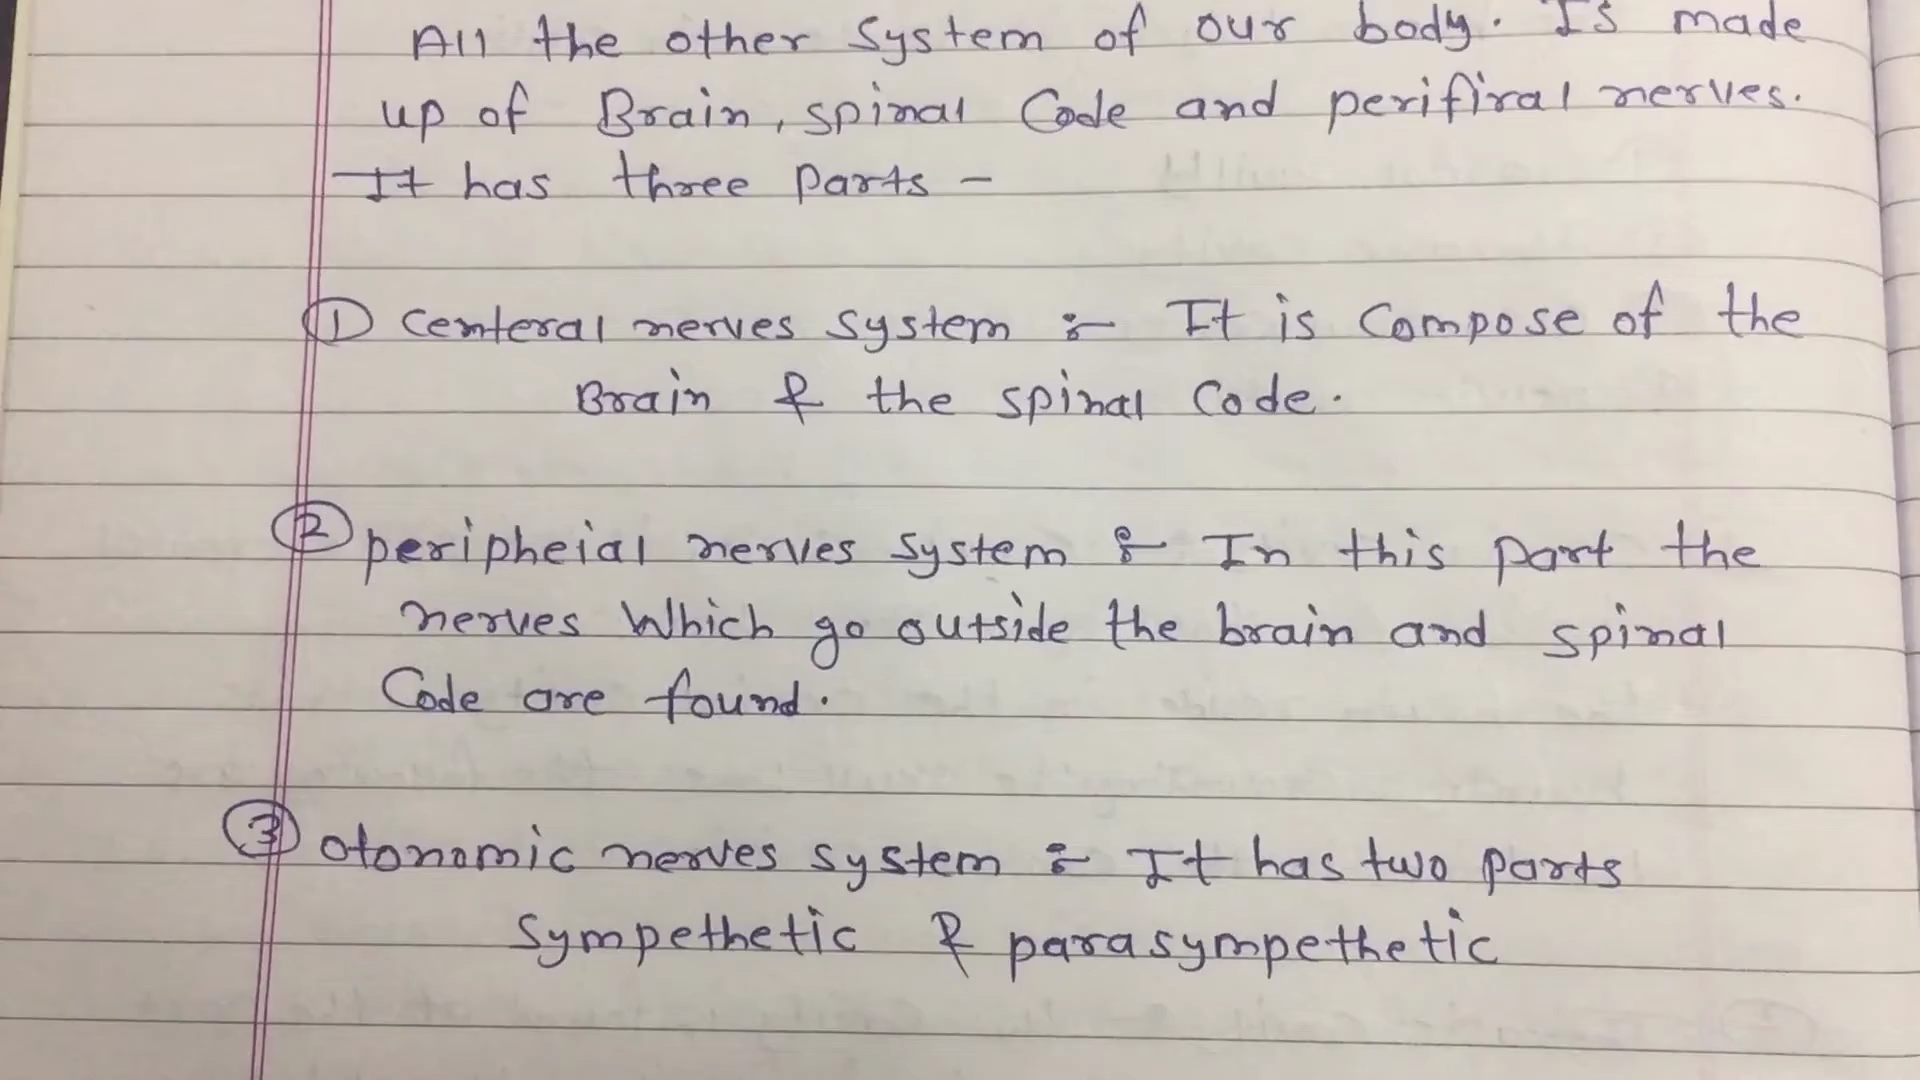 All the other system of our body. Is made
up of Brain, spinal Code and perifiral nerves.
It has three parts -
① Centeral nerves system :- It is Compose of the
Brain & the spinal Code.
② peripheial nerves system :- In this part the
nerves which go outside the brain and spinal
Code are found.
③ otonomic nerves system :- It has two parts
Sympethetic & parasympethetic